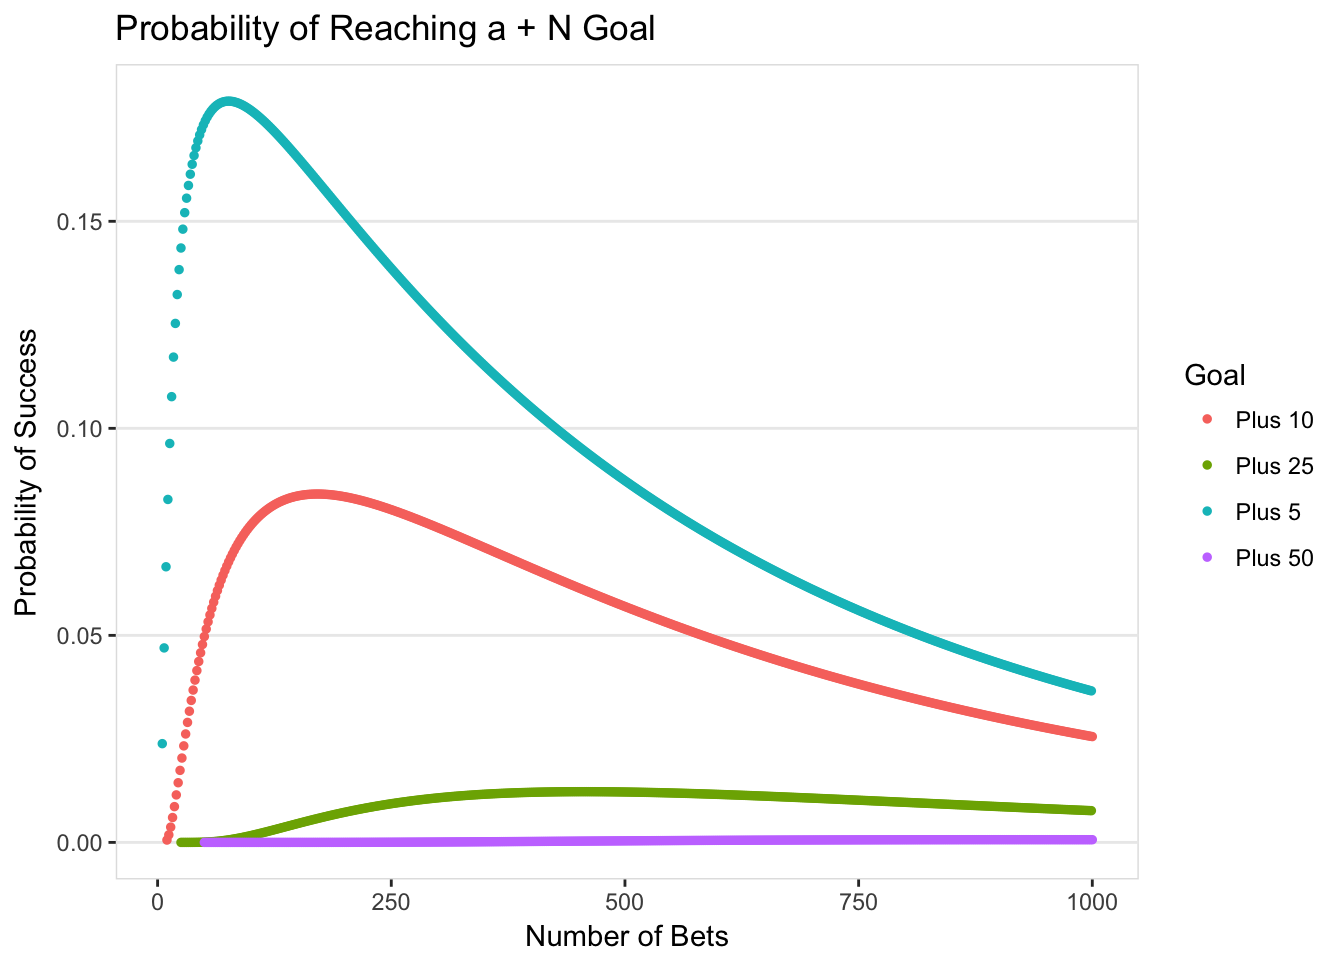 Probability of Reaching a + N Goal
Probability of Success
0.15
0.10
0.05
0.00
0 250 500 750 1000
Number of Bets
Goal
Plus 10
Plus 25
Plus 5
Plus 50